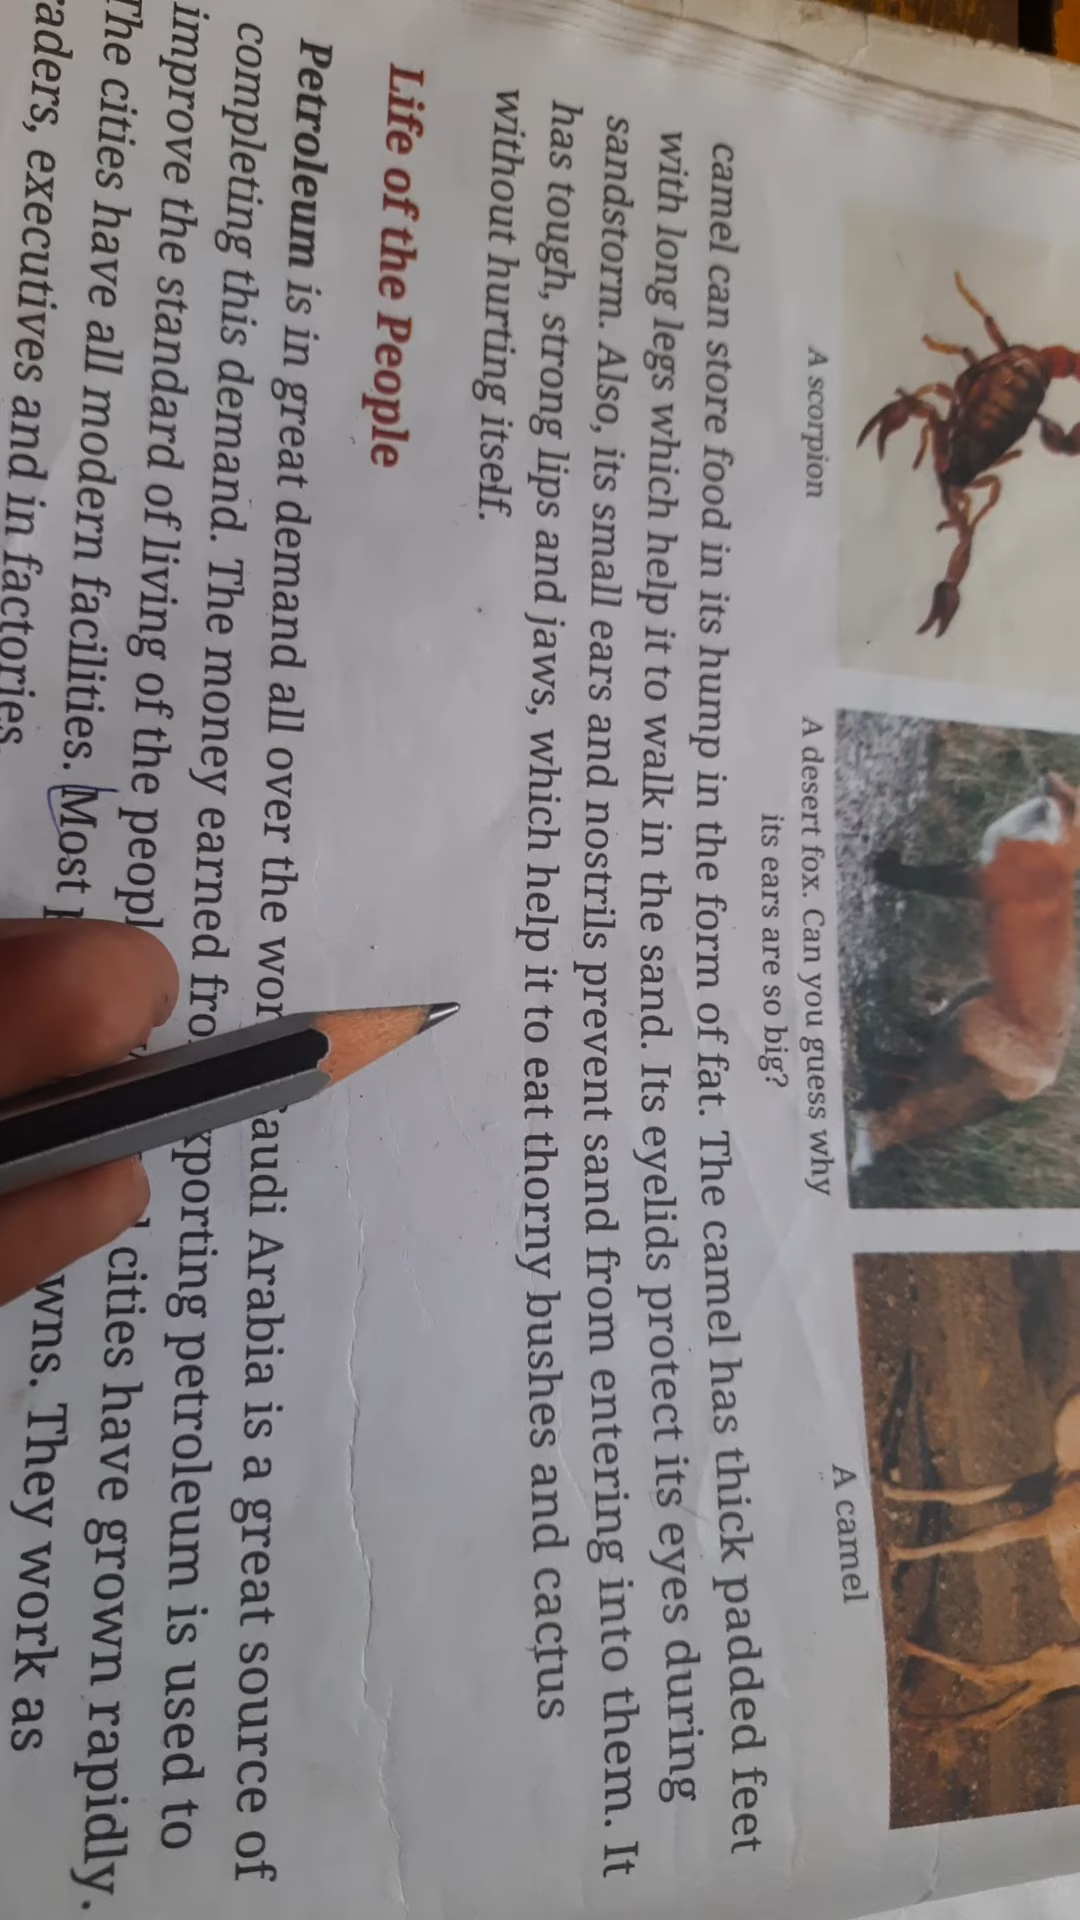 A scorpion
A desert fox. Can you guess why
its ears are so big?
A camel
camel can store food in its hump in the form of fat. The camel has thick padded feet
with long legs which help it to walk in the sand. Its eyelids protect its eyes during
sandstorm. Also, its small ears and nostrils prevent sand from entering into them. It
has tough, strong lips and jaws, which help it to eat thorny bushes and cactus
without hurting itself.
Life of the People
Petroleum is in great demand all over the audi Arabia is a great source of
completing this demand. The money earned xporting petroleum is used to
improve the standard of living of the cities have grown rapidly.
The cities have all modern facilities. Most wns. They work as
aders, executives and in factories.